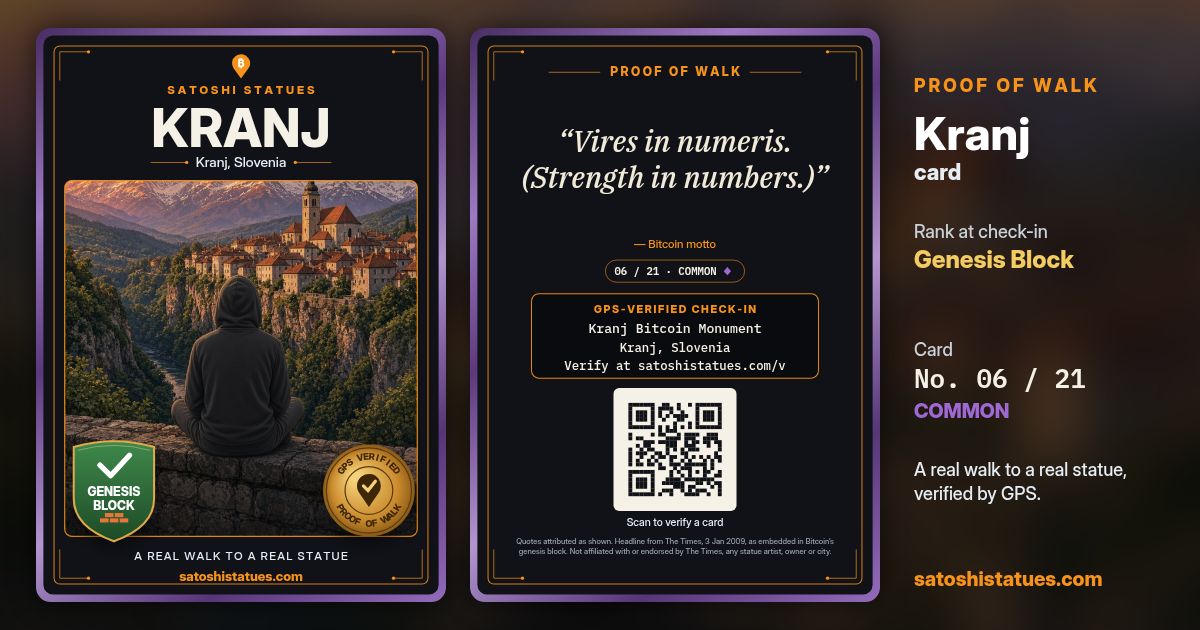 SATOSHI STATUES
KRANJ
Kranj, Slovenia
GENESIS
BLOCK
GPS VERIFIED
PROOF OF WALK
A REAL WALK TO A REAL STATUE
satoshistatues.com
PROOF OF WALK
“Vires in numeris.
(Strength in numbers.)”
— Bitcoin motto
06 / 21 · COMMON ♦
GPS-VERIFIED CHECK-IN
Kranj Bitcoin Monument
Kranj, Slovenia
Verify at satoshistatues.com/v
Scan to verify a card
Quotes attributed as shown. Headline from The Times, 3 Jan 2009, as embedded in Bitcoin's
genesis block. Not affiliated with or endorsed by The Times, any statue artist, owner or city.
PROOF OF WALK
Kranj
card
Rank at check-in
Genesis Block
Card
No. 06 / 21
COMMON
A real walk to a real statue,
verified by GPS.
satoshistatues.com